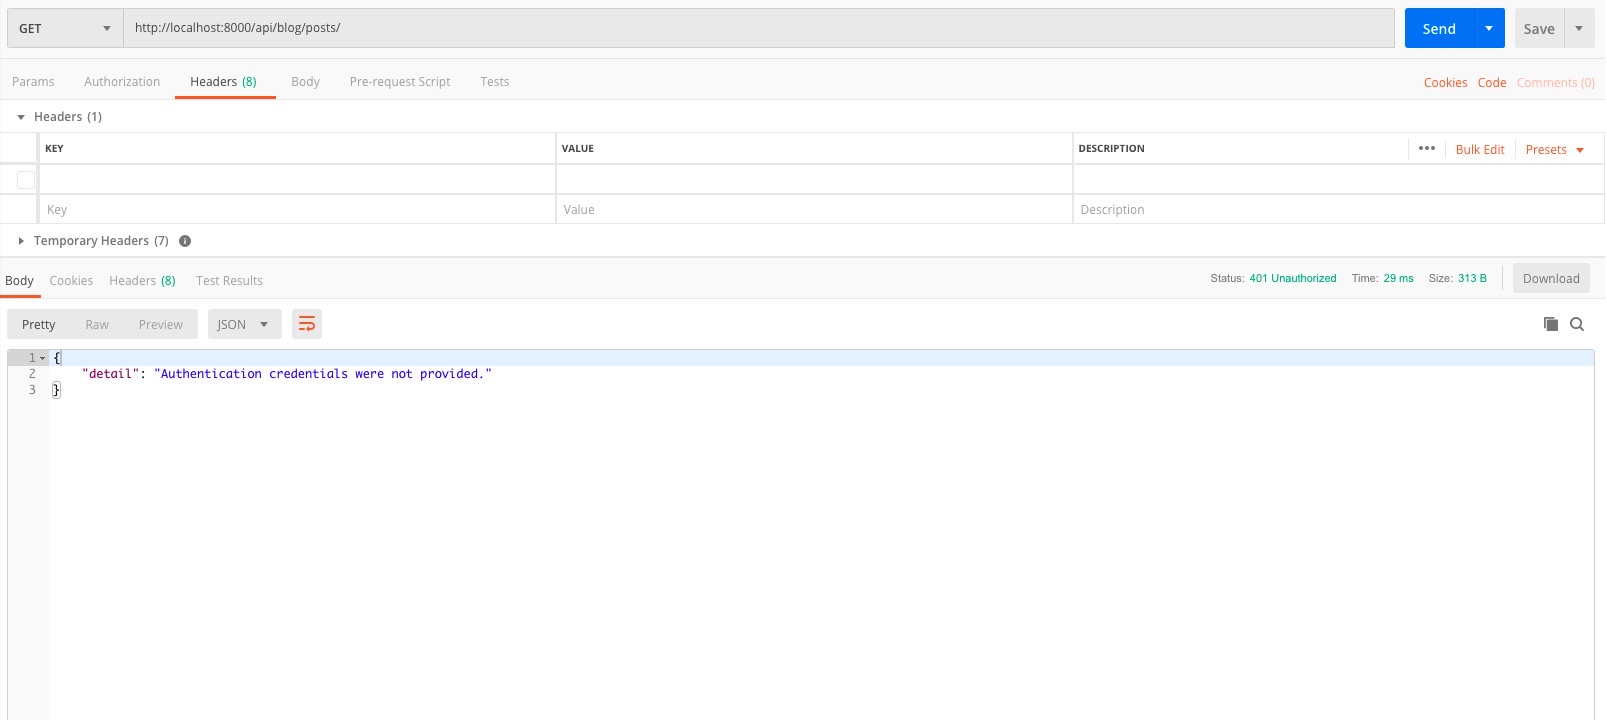 GET http://localhost:8000/api/blog/posts/ Send Save
Params Authorization Headers (8) Body Pre-request Script Tests Cookies Code Comments (0)
Headers (1)
KEY VALUE DESCRIPTION ••• Bulk Edit Presets
Key Value Description
Temporary Headers (7) i
Body Cookies Headers (8) Test Results Status: 401 Unauthorized Time: 29 ms Size: 313 B Download
Pretty Raw Preview JSON
1 {
2 "detail": "Authentication credentials were not provided."
3 }